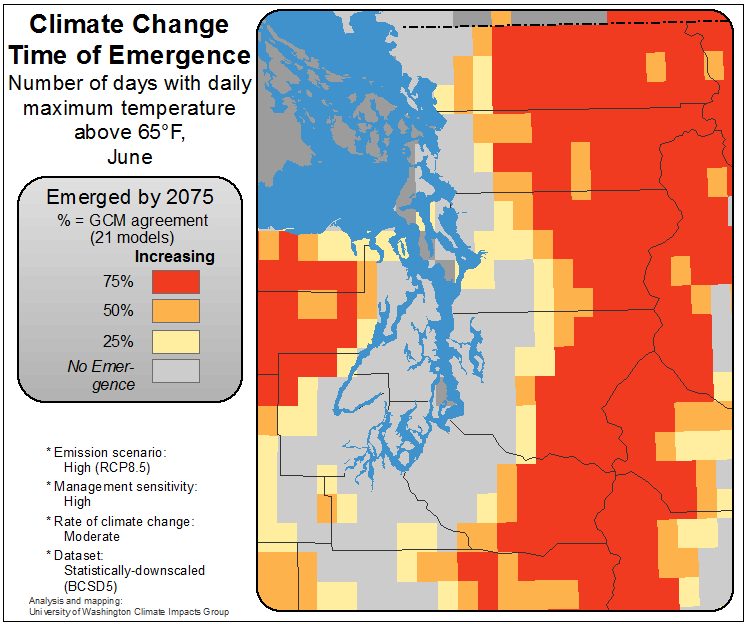 Climate Change
Time of Emergence
Number of days with daily
maximum temperature
above 65°F,
June
Emerged by 2075
% = GCM agreement
(21 models)
Increasing
75%
50%
25%
No Emer-
gence
* Emission scenario:
High (RCP8.5)
* Management sensitivity:
High
* Rate of climate change:
Moderate
* Dataset:
Statistically-downscaled
(BCSD5)
Analysis and mapping:
University of Washington Climate Impacts Group